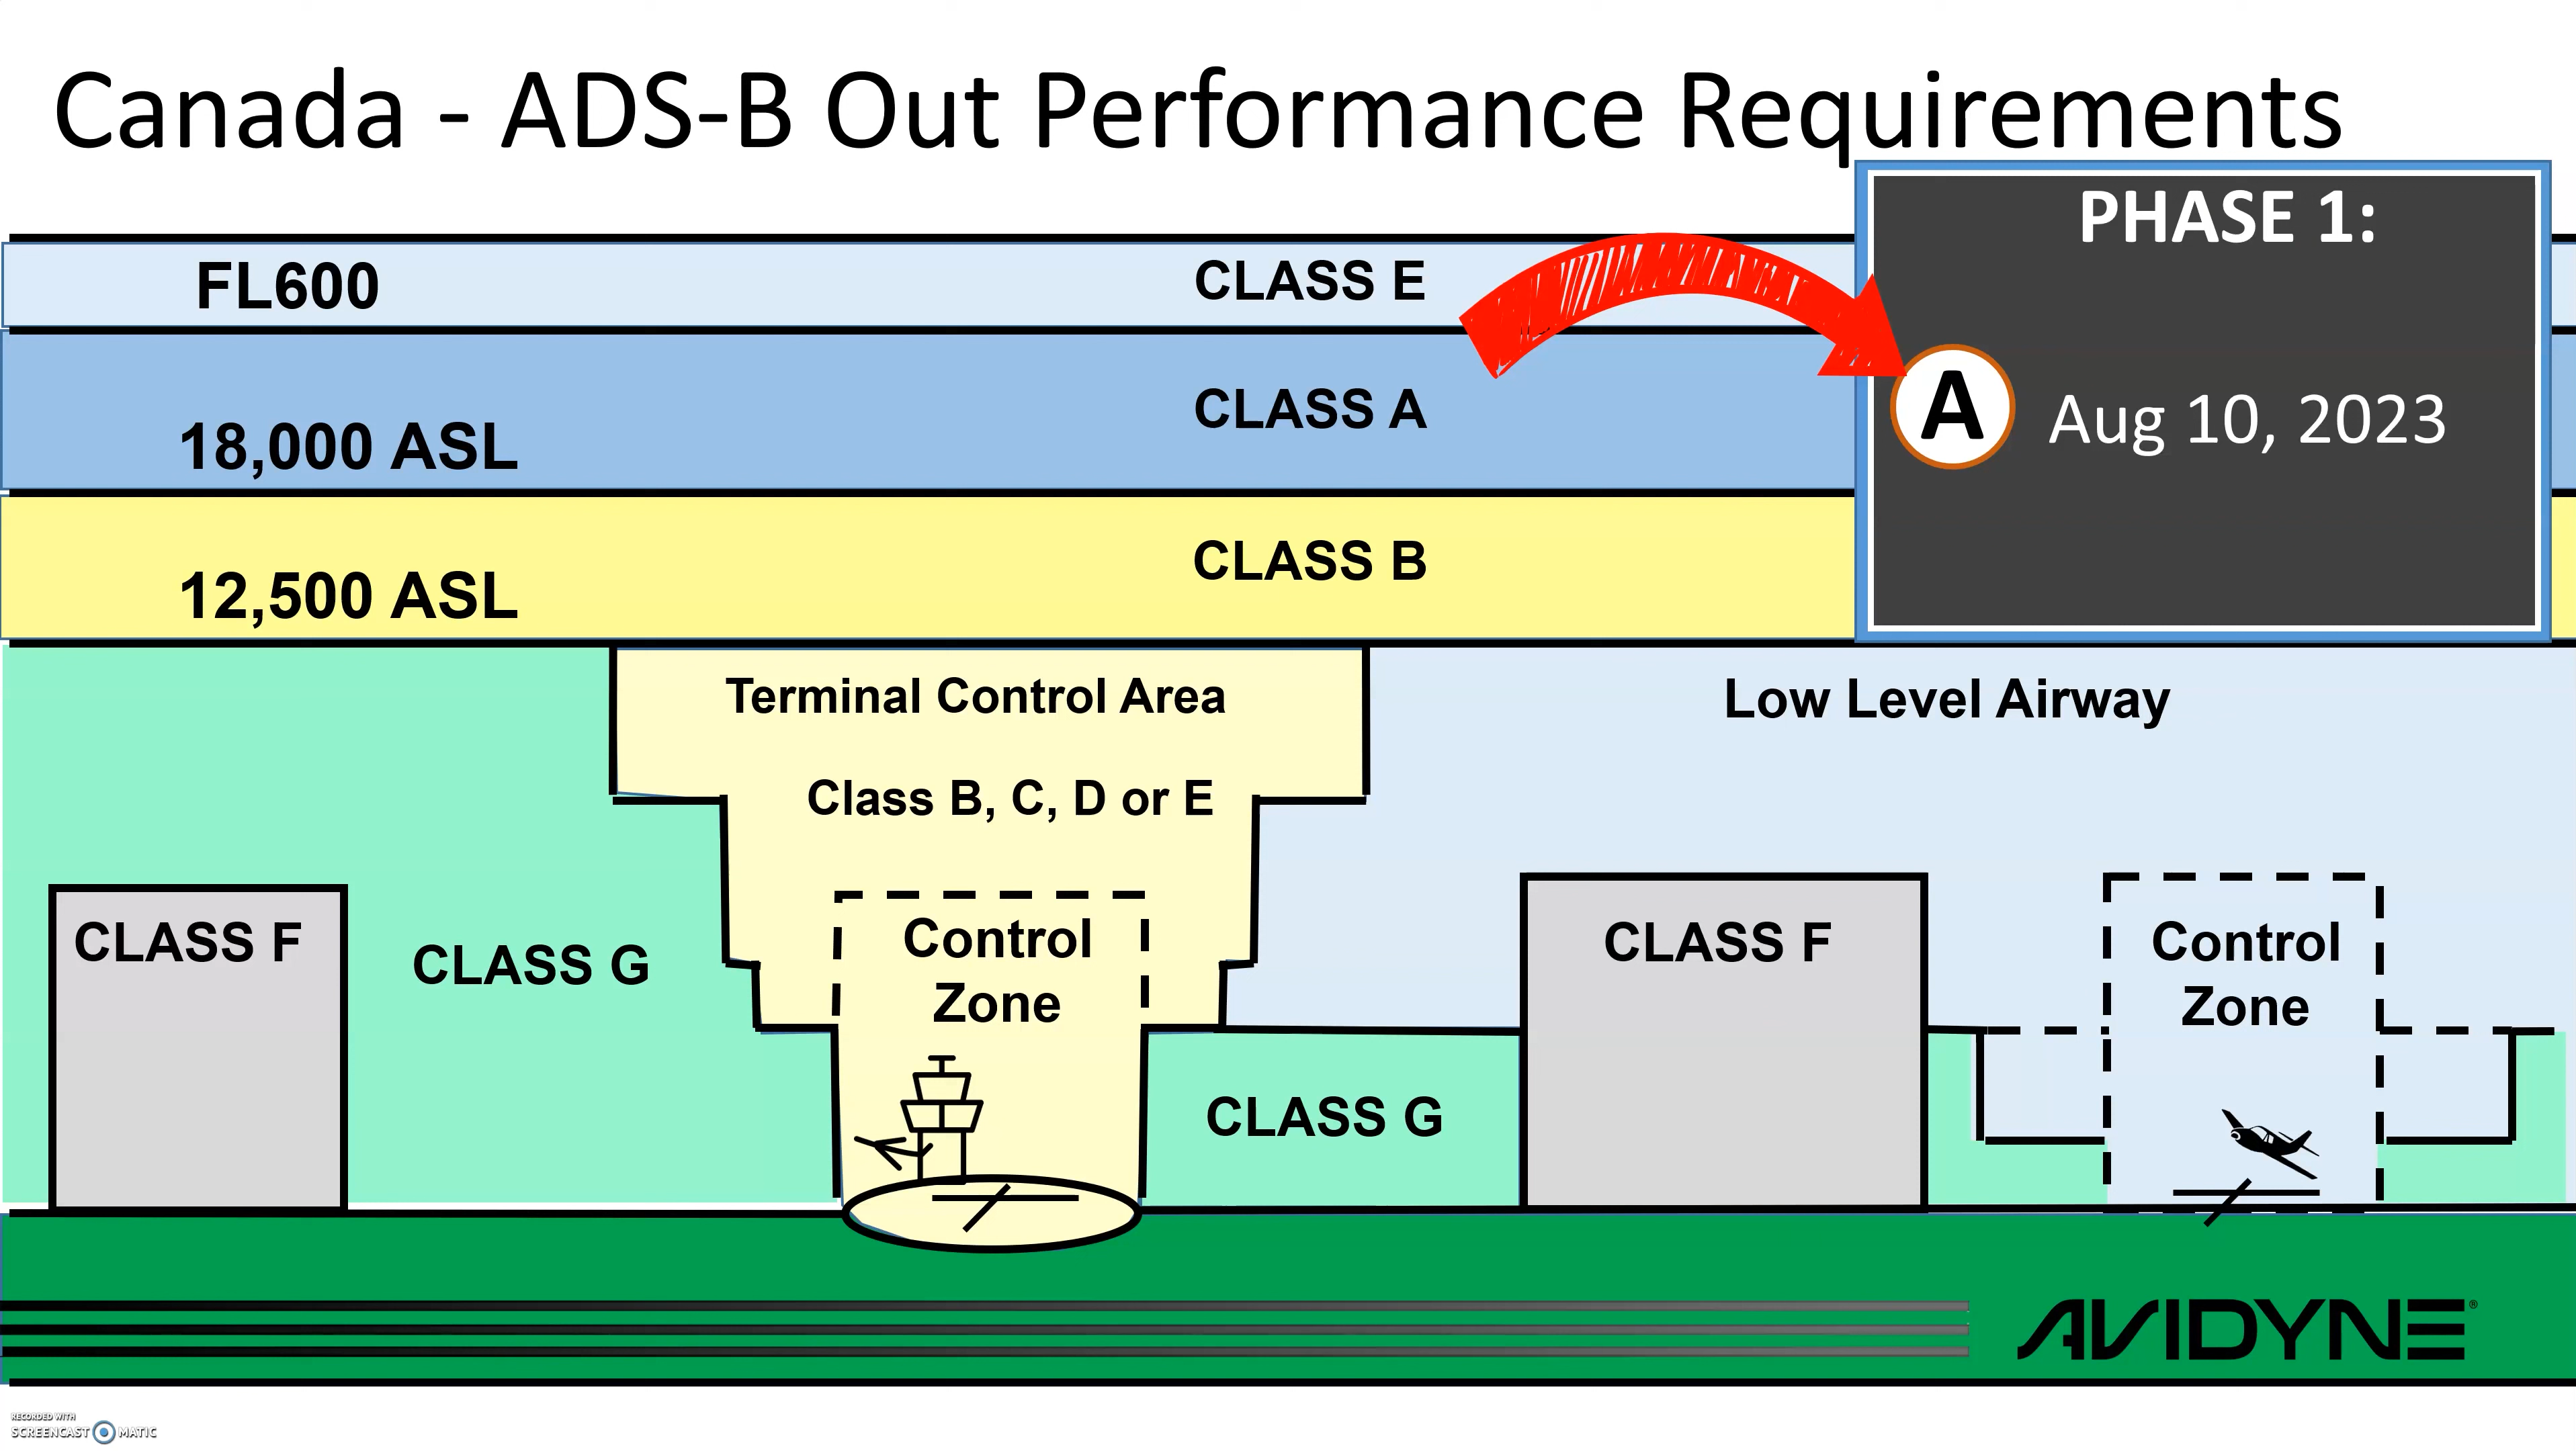 Canada - ADS-B Out Performance Requirements
PHASE 1:
FL600
CLASS E
A
Aug 10, 2023
18,000 ASL
CLASS A
12,500 ASL
CLASS B
Terminal Control Area
Class B, C, D or E
Low Level Airway
CLASS F
CLASS G
Control
Zone
CLASS G
CLASS F
Control
Zone
AVIDYNE®
RECORDED WITH
SCREENCAST MATIC